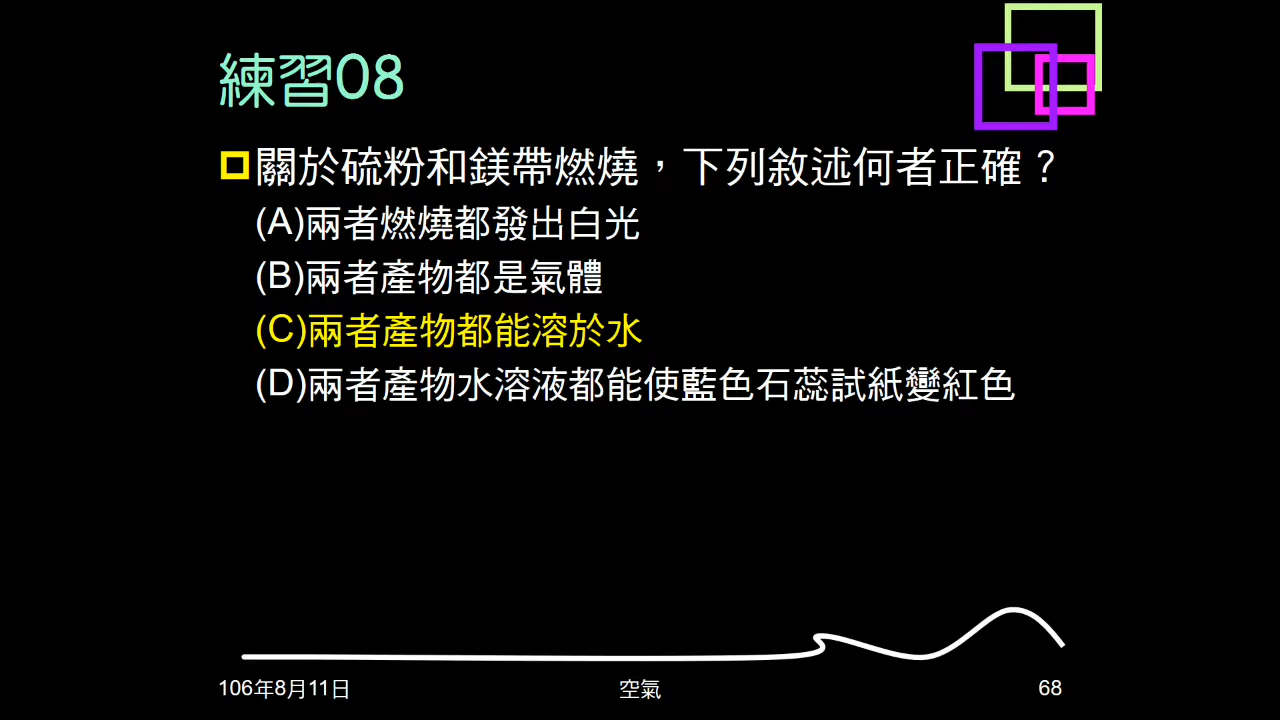 練習08
關於硫粉和鎂帶燃燒，下列敘述何者正確？
(A)兩者燃燒都發出白光
(B)兩者產物都是氣體
(C)兩者產物都能溶於水
(D)兩者產物水溶液都能使藍色石蕊試紙變紅色
106年8月11日
空氣
68